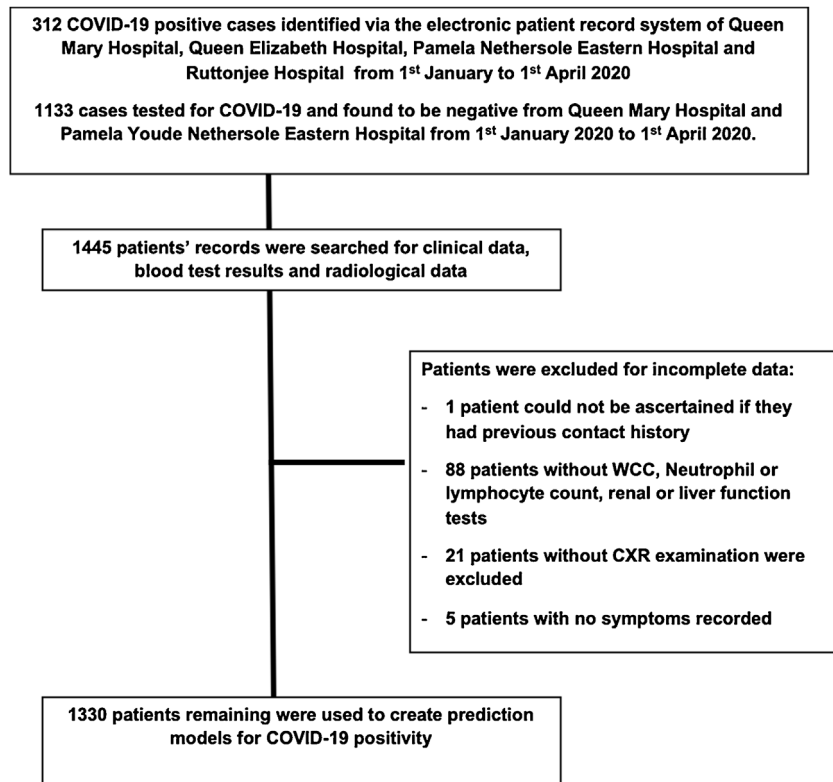 312 COVID-19 positive cases identified via the electronic patient record system of Queen
Mary Hospital, Queen Elizabeth Hospital, Pamela Nethersole Eastern Hospital and
Ruttonjee Hospital from 1st January to 1st April 2020
1133 cases tested for COVID-19 and found to be negative from Queen Mary Hospital and
Pamela Youde Nethersole Eastern Hospital from 1st January 2020 to 1st April 2020.
1445 patients’ records were searched for clinical data,
blood test results and radiological data
Patients were excluded for incomplete data:
- 1 patient could not be ascertained if they
had previous contact history
- 88 patients without WCC, Neutrophil or
lymphocyte count, renal or liver function
tests
- 21 patients without CXR examination were
excluded
- 5 patients with no symptoms recorded
1330 patients remaining were used to create prediction
models for COVID-19 positivity